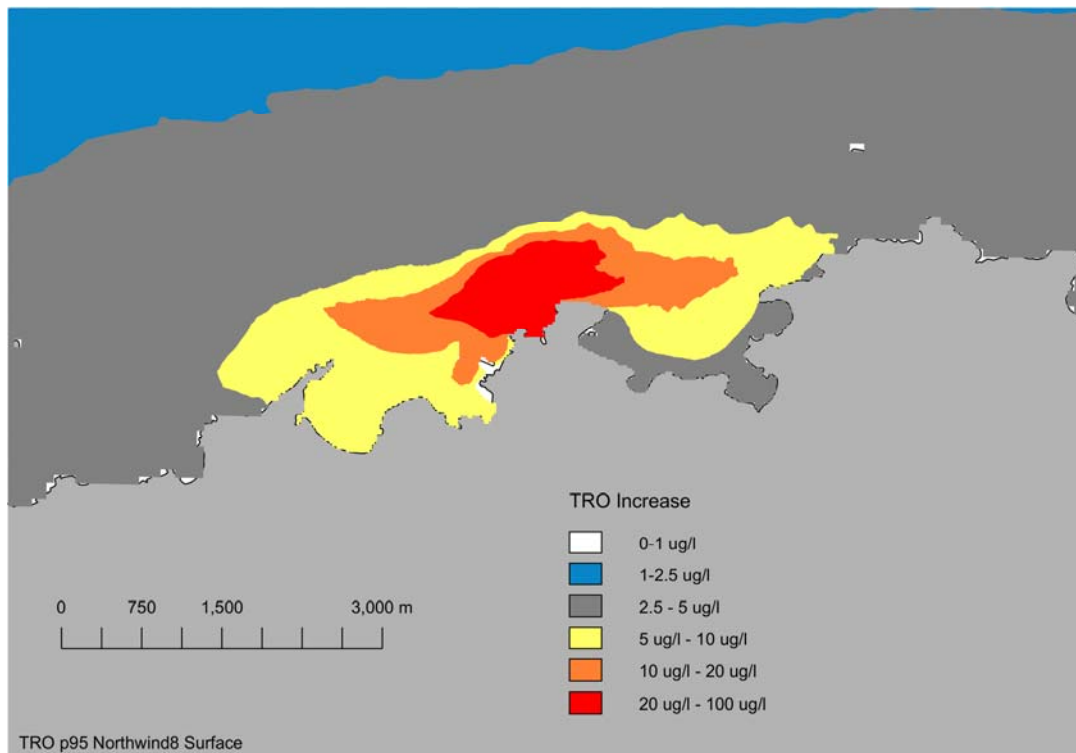 TRO Increase
0-1 ug/l
1-2.5 ug/l
2.5 - 5 ug/l
5 ug/l - 10 ug/l
10 ug/l - 20 ug/l
20 ug/l - 100 ug/l
0 750 1,500 3,000 m
TRO p95 Northwind8 Surface